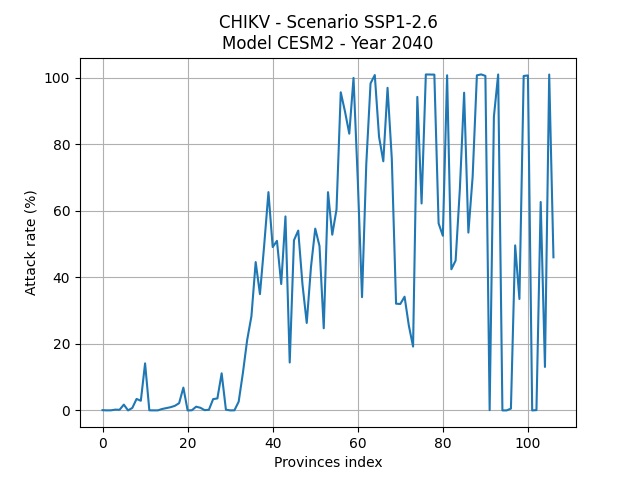 CHIKV - Scenario SSP1-2.6
Model CESM2 - Year 2040
Attack rate (%)
100
80
60
40
20
0
0 20 40 60 80 100
Provinces index